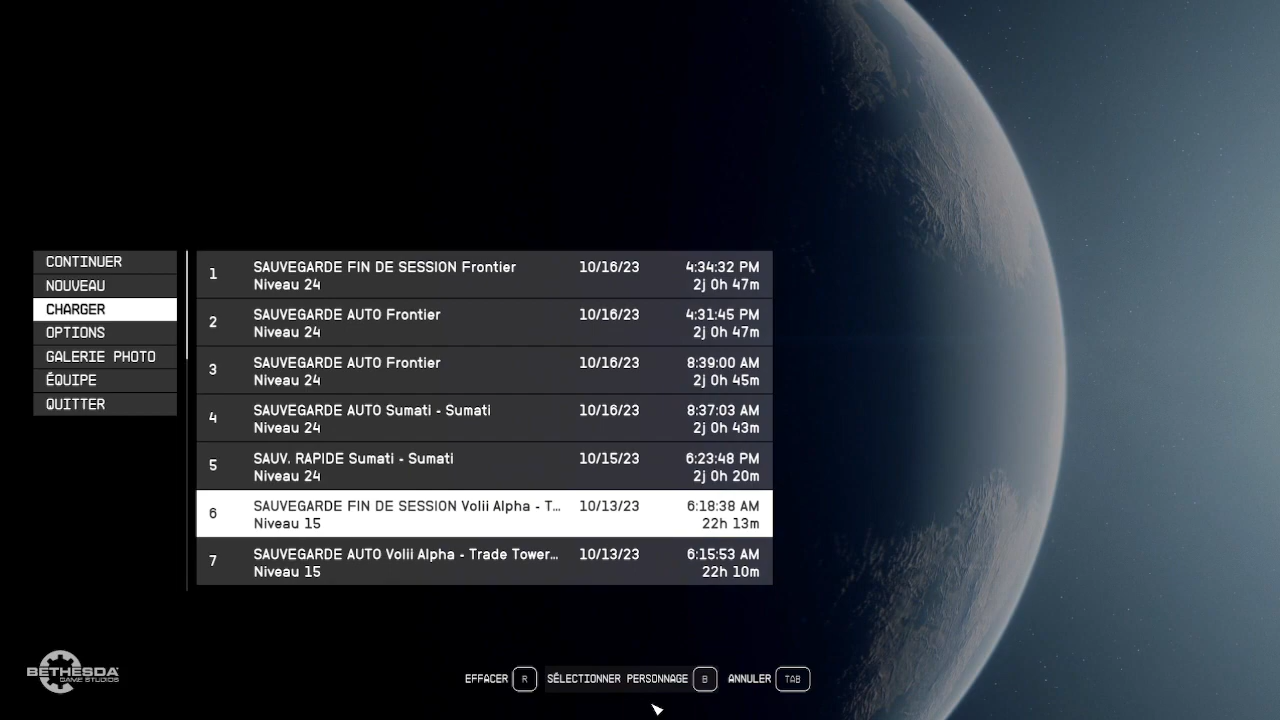 CONTINUER
NOUVEAU
CHARGER
OPTIONS
GALERIE PHOTO
ÉQUIPE
QUITTER
1 SAUVEGARDE FIN DE SESSION Frontier 10/16/23 4:34:32 PM
Niveau 24 2j 0h 47m
2 SAUVEGARDE AUTO Frontier 10/16/23 4:31:45 PM
Niveau 24 2j 0h 47m
3 SAUVEGARDE AUTO Frontier 10/16/23 8:39:00 AM
Niveau 24 2j 0h 45m
4 SAUVEGARDE AUTO Sumati - Sumati 10/16/23 8:37:03 AM
Niveau 24 2j 0h 43m
5 SAUV. RAPIDE Sumati - Sumati 10/15/23 6:23:48 PM
Niveau 24 2j 0h 20m
6 SAUVEGARDE FIN DE SESSION Volii Alpha - T... 10/13/23 6:18:38 AM
Niveau 15 22h 13m
7 SAUVEGARDE AUTO Volii Alpha - Trade Tower... 10/13/23 6:15:53 AM
Niveau 15 22h 10m
BETHESDA
GAME STUDIOS
EFFACER R SÉLECTIONNER PERSONNAGE B ANNULER TAB